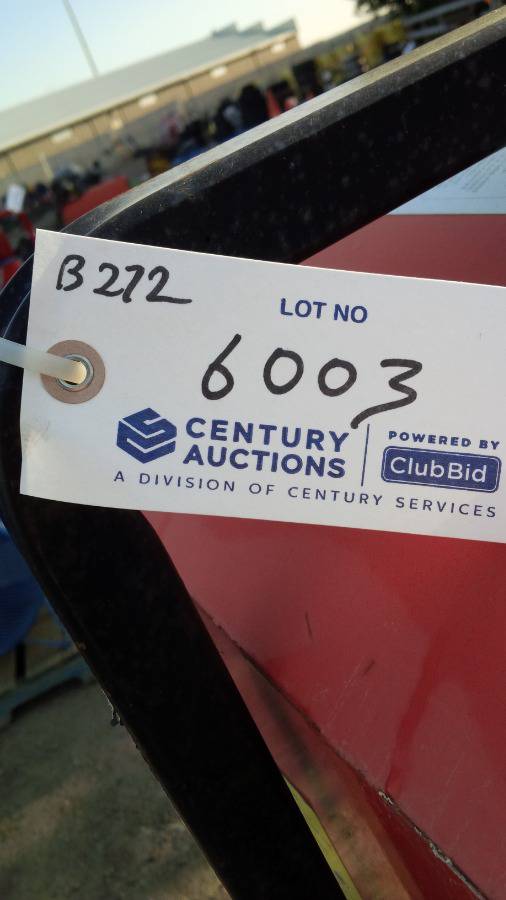 B272
LOT NO
6003
CENTURY AUCTIONS
POWERED BY
ClubBid
A DIVISION OF CENTURY SERVICES